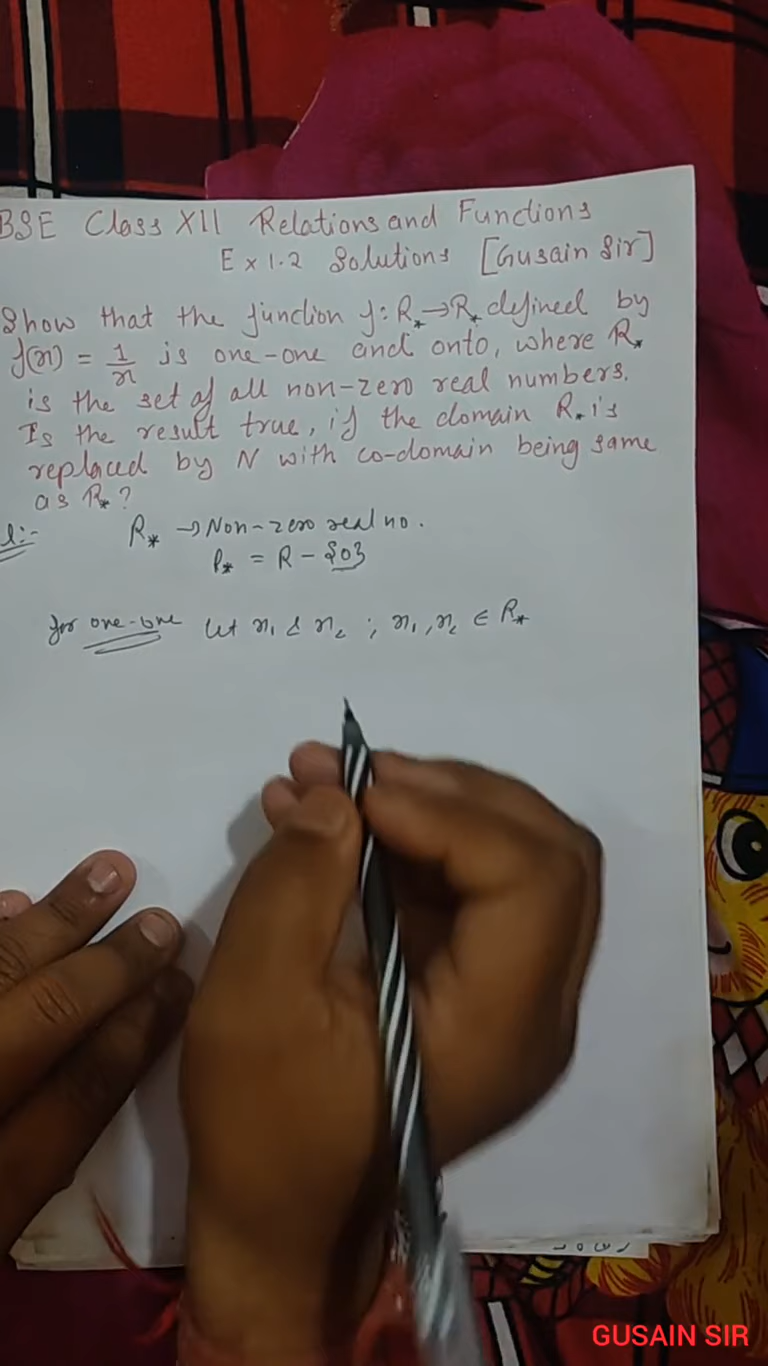 BSE Class XII Relations and Functions
Ex 1.2 Solutions [Gusain Sir]
Show that the function f: R* → R* defined by
f(x) = 1/x is one-one and onto, where R*
is the set of all non-zero real numbers.
Is the result true, if the domain R* is
replaced by N with co-domain being same
as R*?
R* → Non-zero real no.
R* = R - {0}
for one-one let x₁ & x₂ ; x₁, x₂ ∈ R*
GUSAIN SIR